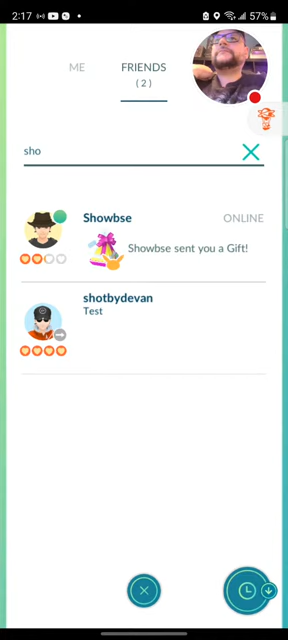 2:17
57%
ME
FRIENDS
(2)
sho
Showbse
ONLINE
Showbse sent you a Gift!
shotbydevan
Test